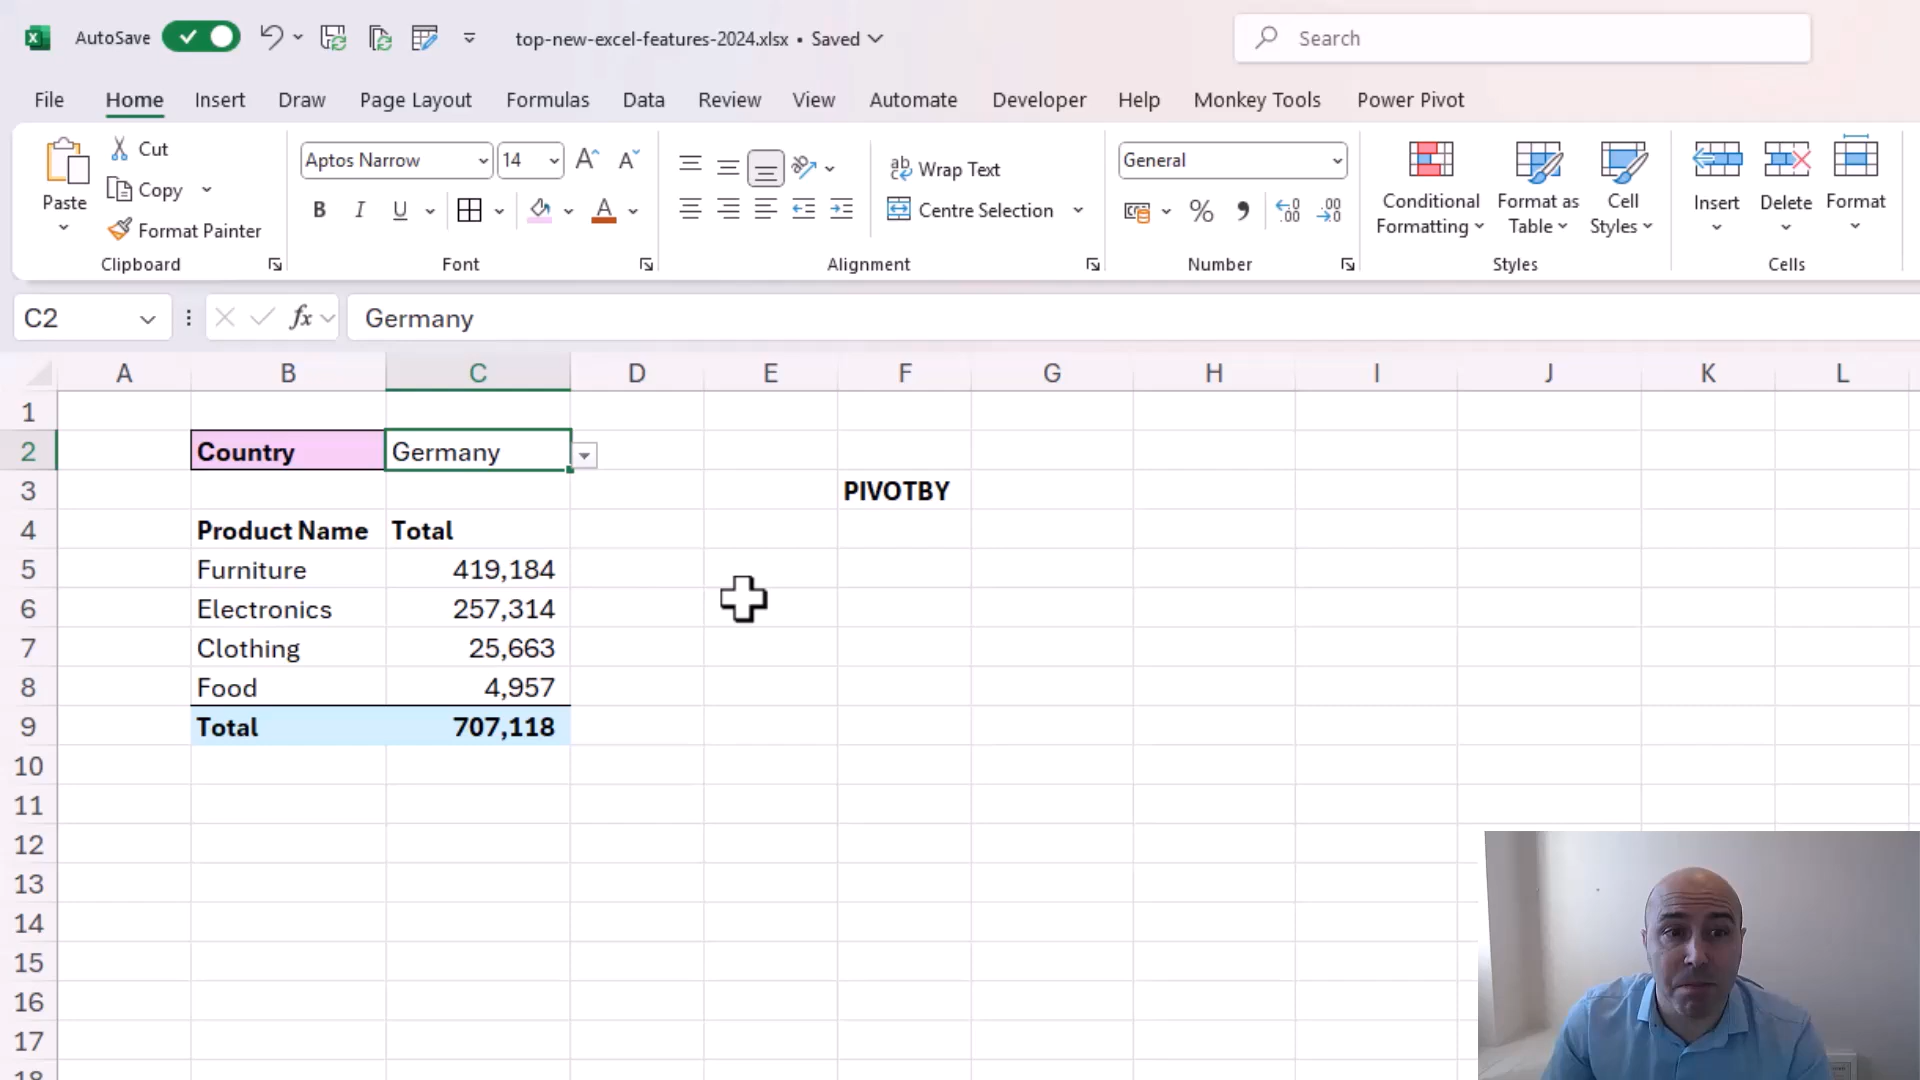 AutoSave top-new-excel-features-2024.xlsx • Saved Search
File Home Insert Draw Page Layout Formulas Data Review View Automate Developer Help Monkey Tools Power Pivot
Paste
Cut
Copy
Format Painter
Clipboard
Aptos Narrow 14
B I U A
Font
ab Wrap Text
Centre Selection
Alignment
General
% , .00 .00
Number
Conditional Formatting
Format as Table
Cell Styles
Styles
Insert
Delete
Format
Cells
C2 fx Germany
A B C D E F G H I J K L
1
2 Country Germany
3 PIVOTBY
4 Product Name Total
5 Furniture 419,184
6 Electronics 257,314
7 Clothing 25,663
8 Food 4,957
9 Total 707,118
10
11
12
13
14
15
16
17
18